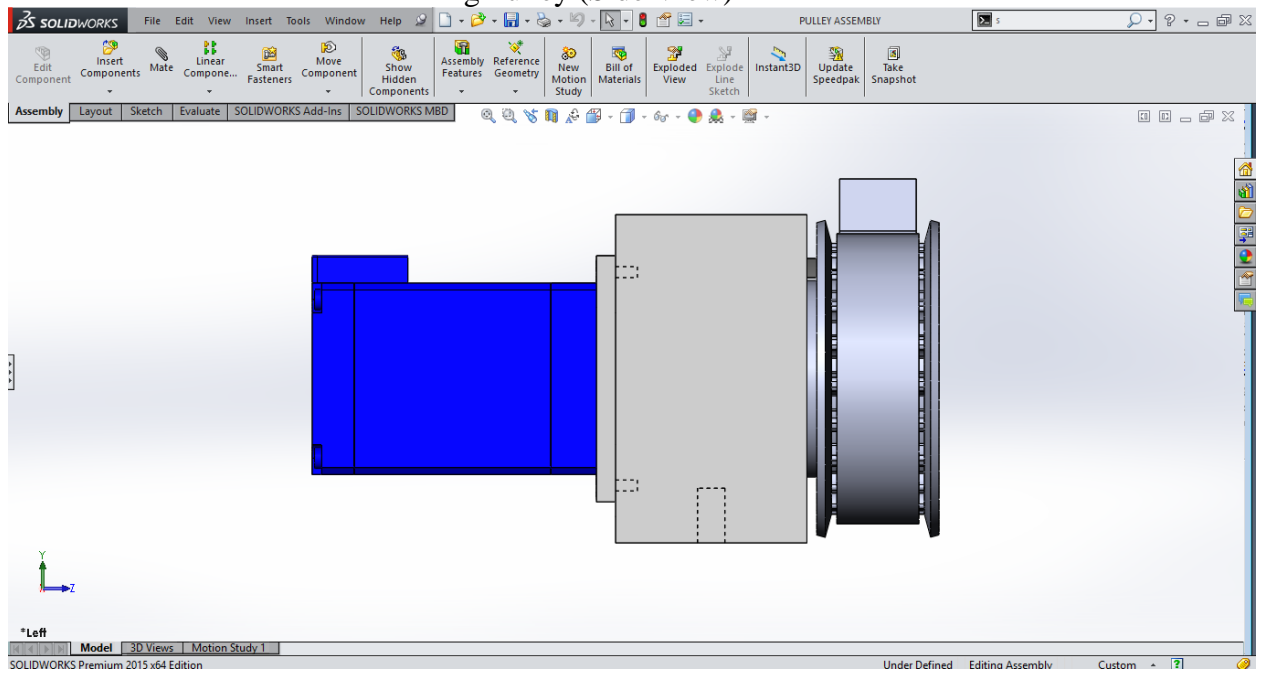 SOLIDWORKS File Edit View Insert Tools Window Help PULLEY ASSEMBLY s
Edit Component
Insert Components
Mate
Linear Compone...
Smart Fasteners
Move Component
Show Hidden Components
Assembly Features
Reference Geometry
New Motion Study
Bill of Materials
Exploded View
Explode Line Sketch
Instant3D
Update Speedpak
Take Snapshot
Assembly Layout Sketch Evaluate SOLIDWORKS Add-Ins SOLIDWORKS MBD
Y
Z
*Left
Model 3D Views Motion Study 1
SOLIDWORKS Premium 2015 x64 Edition Under Defined Editing Assembly Custom